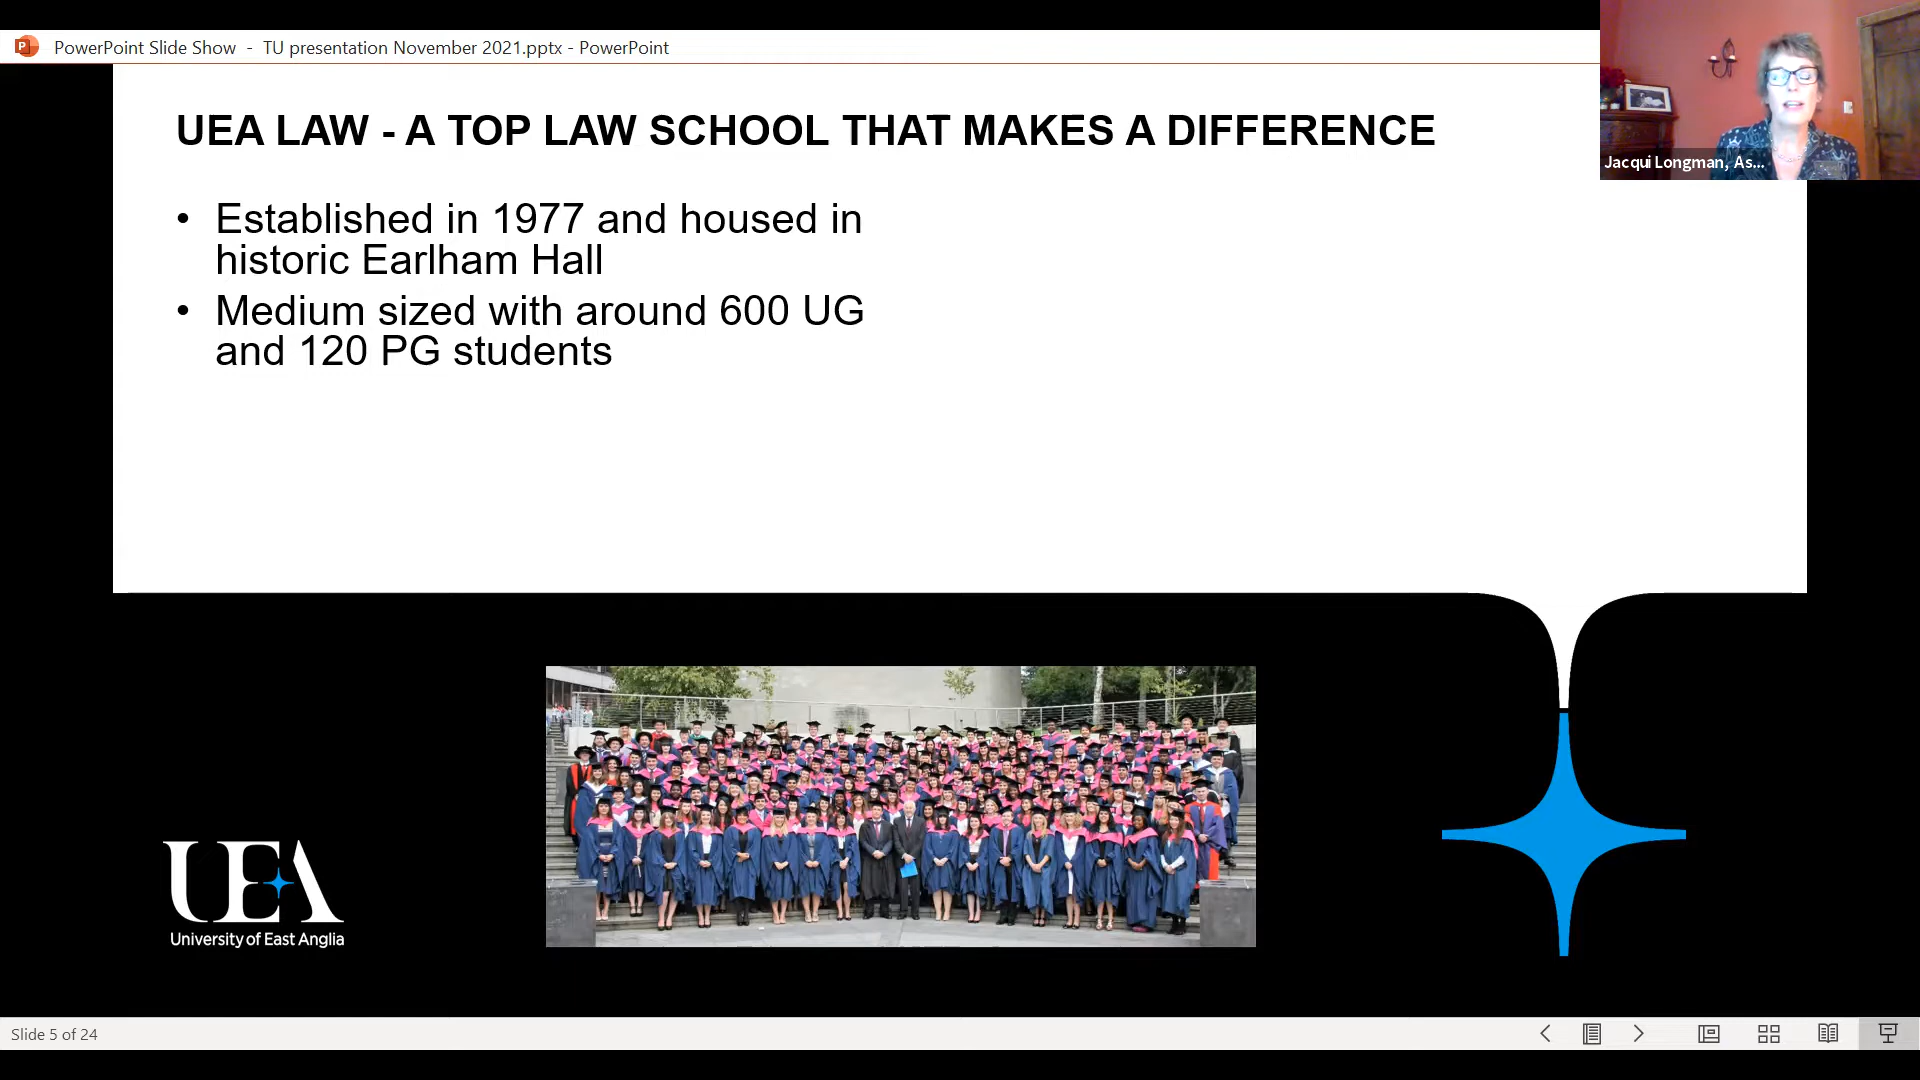 PowerPoint Slide Show - TU presentation November 2021.pptx - PowerPoint
Jacqui Longman, As...
UEA LAW - A TOP LAW SCHOOL THAT MAKES A DIFFERENCE
• Established in 1977 and housed in
historic Earlham Hall
• Medium sized with around 600 UG
and 120 PG students
UEA
University of East Anglia
Slide 5 of 24